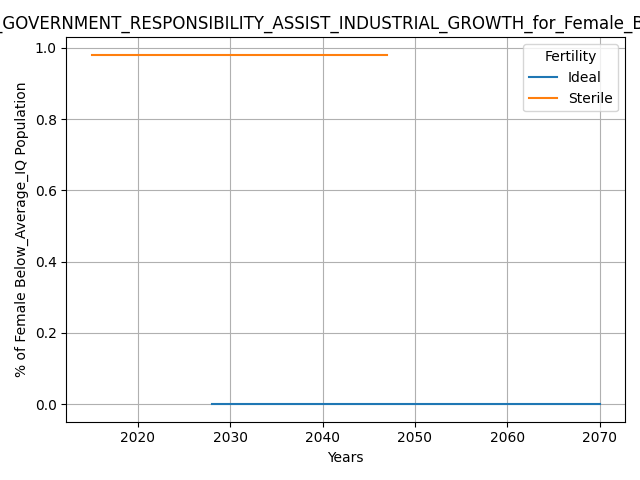 _GOVERNMENT_RESPONSIBILITY_ASSIST_INDUSTRIAL_GROWTH_for_Female_B
1.0
0.8
0.6
0.4
0.2
0.0
% of Female Below_Average_IQ Population
Fertility
Ideal
Sterile
2020 2030 2040 2050 2060 2070
Years